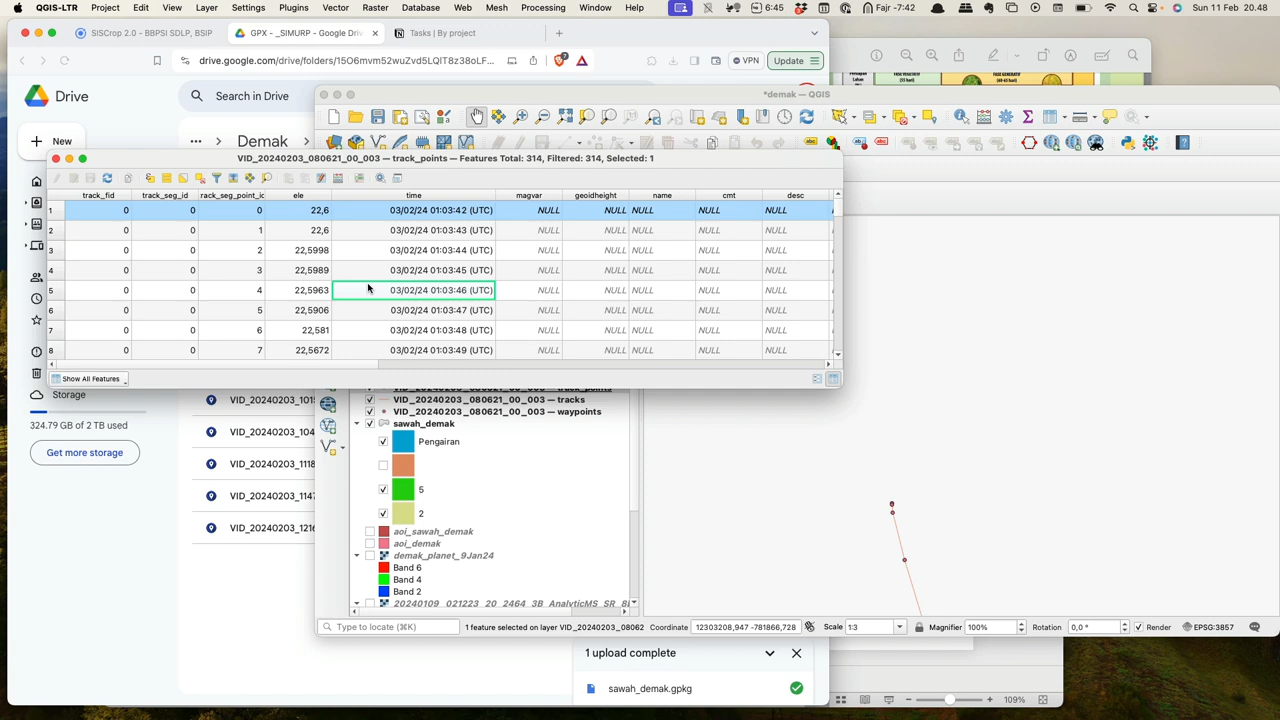 QGIS-LTR Project Edit View Layer Settings Plugins Vector Raster Database Web Mesh Processing Window Help 6:45 Fajr -7:42 Sun 11 Feb 20.48
SISCrop 2.0 - BBPSI SDLP, BSIP GPX - _SIMURP - Google Driv Tasks | By project
drive.google.com/drive/folders/15O6mvm52wuZvd5LQIT8z38oLF... VPN Update
Drive Search in Drive
*demak — QGIS
New
... Demak
VID_20240203_080621_00_003 — track_points — Features Total: 314, Filtered: 314, Selected: 1
track_fid track_seg_id rack_seg_point_ic ele time magvar geoidheight name cmt desc
1 0 0 0 22,6 03/02/24 01:03:42 (UTC) NULL NULL NULL NULL NULL
2 0 0 1 22,6 03/02/24 01:03:43 (UTC) NULL NULL NULL NULL NULL
3 0 0 2 22,5998 03/02/24 01:03:44 (UTC) NULL NULL NULL NULL NULL
4 0 0 3 22,5989 03/02/24 01:03:45 (UTC) NULL NULL NULL NULL NULL
5 0 0 4 22,5963 03/02/24 01:03:46 (UTC) NULL NULL NULL NULL NULL
6 0 0 5 22,5906 03/02/24 01:03:47 (UTC) NULL NULL NULL NULL NULL
7 0 0 6 22,581 03/02/24 01:03:48 (UTC) NULL NULL NULL NULL NULL
8 0 0 7 22,5672 03/02/24 01:03:49 (UTC) NULL NULL NULL NULL NULL
Show All Features
Storage
324.79 GB of 2 TB used
Get more storage
VID_20240203_101
VID_20240203_104
VID_20240203_1118
VID_20240203_1147
VID_20240203_1216
VID_20240203_080621_00_003 — tracks
VID_20240203_080621_00_003 — waypoints
sawah_demak
Pengairan
5
2
aoi_sawah_demak
aoi_demak
demak_planet_9Jan24
Band 6
Band 4
Band 2
20240109_021223_20_2464_3B_AnalyticMS_SR_8
Type to locate (⌘K) 1 feature selected on layer VID_20240203_08062 Coordinate 12303208,947 -781866,728 Scale 1:3 Magnifier 100% Rotation 0,0 ° Render EPSG:3857
1 upload complete
sawah_demak.gpkg
109%